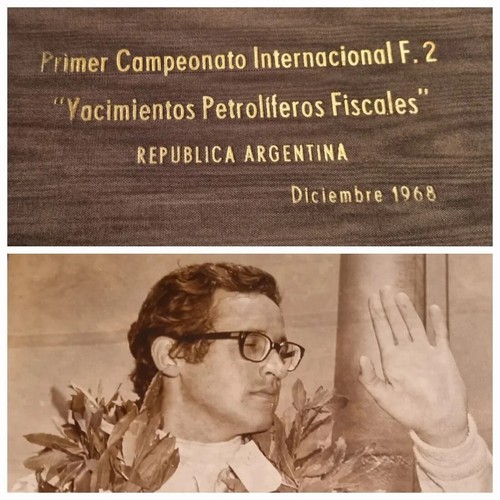 Primer Campeonato Internacional F. 2
"Yacimientos Petrolíferos Fiscales"
REPUBLICA ARGENTINA
Diciembre 1968